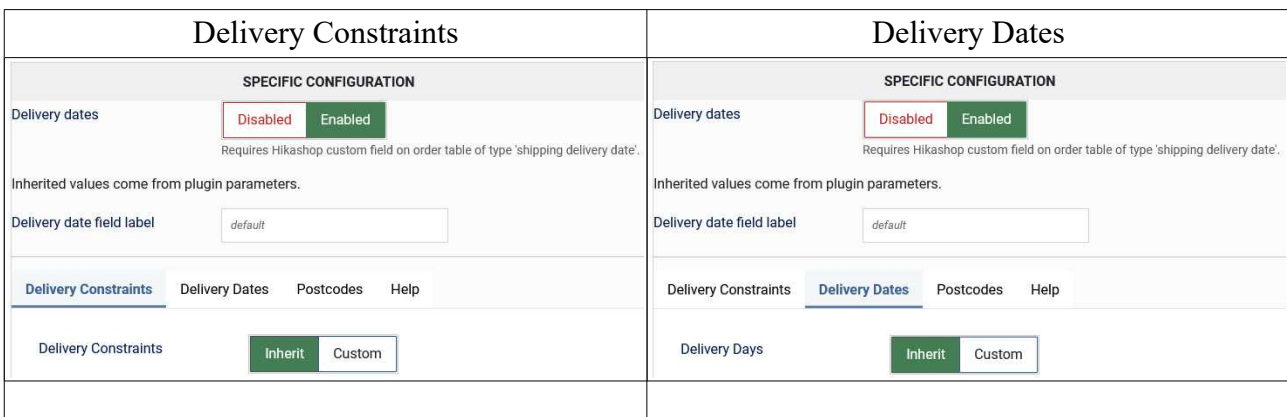 Delivery Constraints
SPECIFIC CONFIGURATION
Delivery dates
Disabled Enabled
Requires Hikashop custom field on order table of type 'shipping delivery date'.
Inherited values come from plugin parameters.
Delivery date field label
default
Delivery Constraints Delivery Dates Postcodes Help
Delivery Constraints
Inherit Custom
Delivery Dates
SPECIFIC CONFIGURATION
Delivery dates
Disabled Enabled
Requires Hikashop custom field on order table of type 'shipping delivery date'.
Inherited values come from plugin parameters.
Delivery date field label
default
Delivery Constraints Delivery Dates Postcodes Help
Delivery Days
Inherit Custom